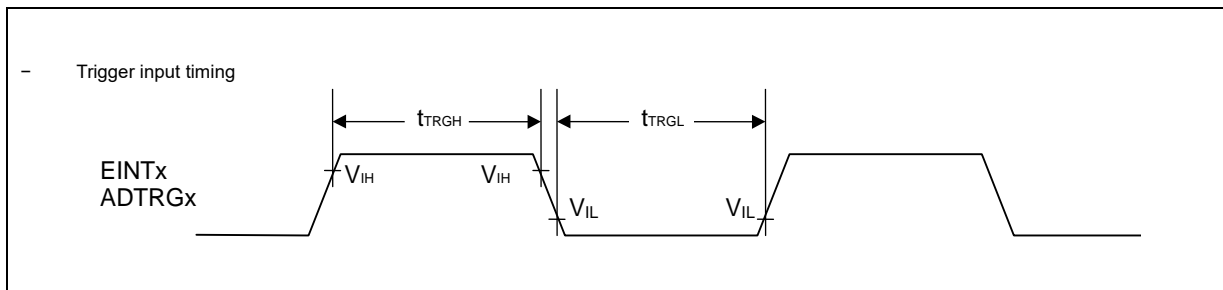 – Trigger input timing
tTRGH tTRGL
EINTx
ADTRGx
VIH VIH
VIL VIL